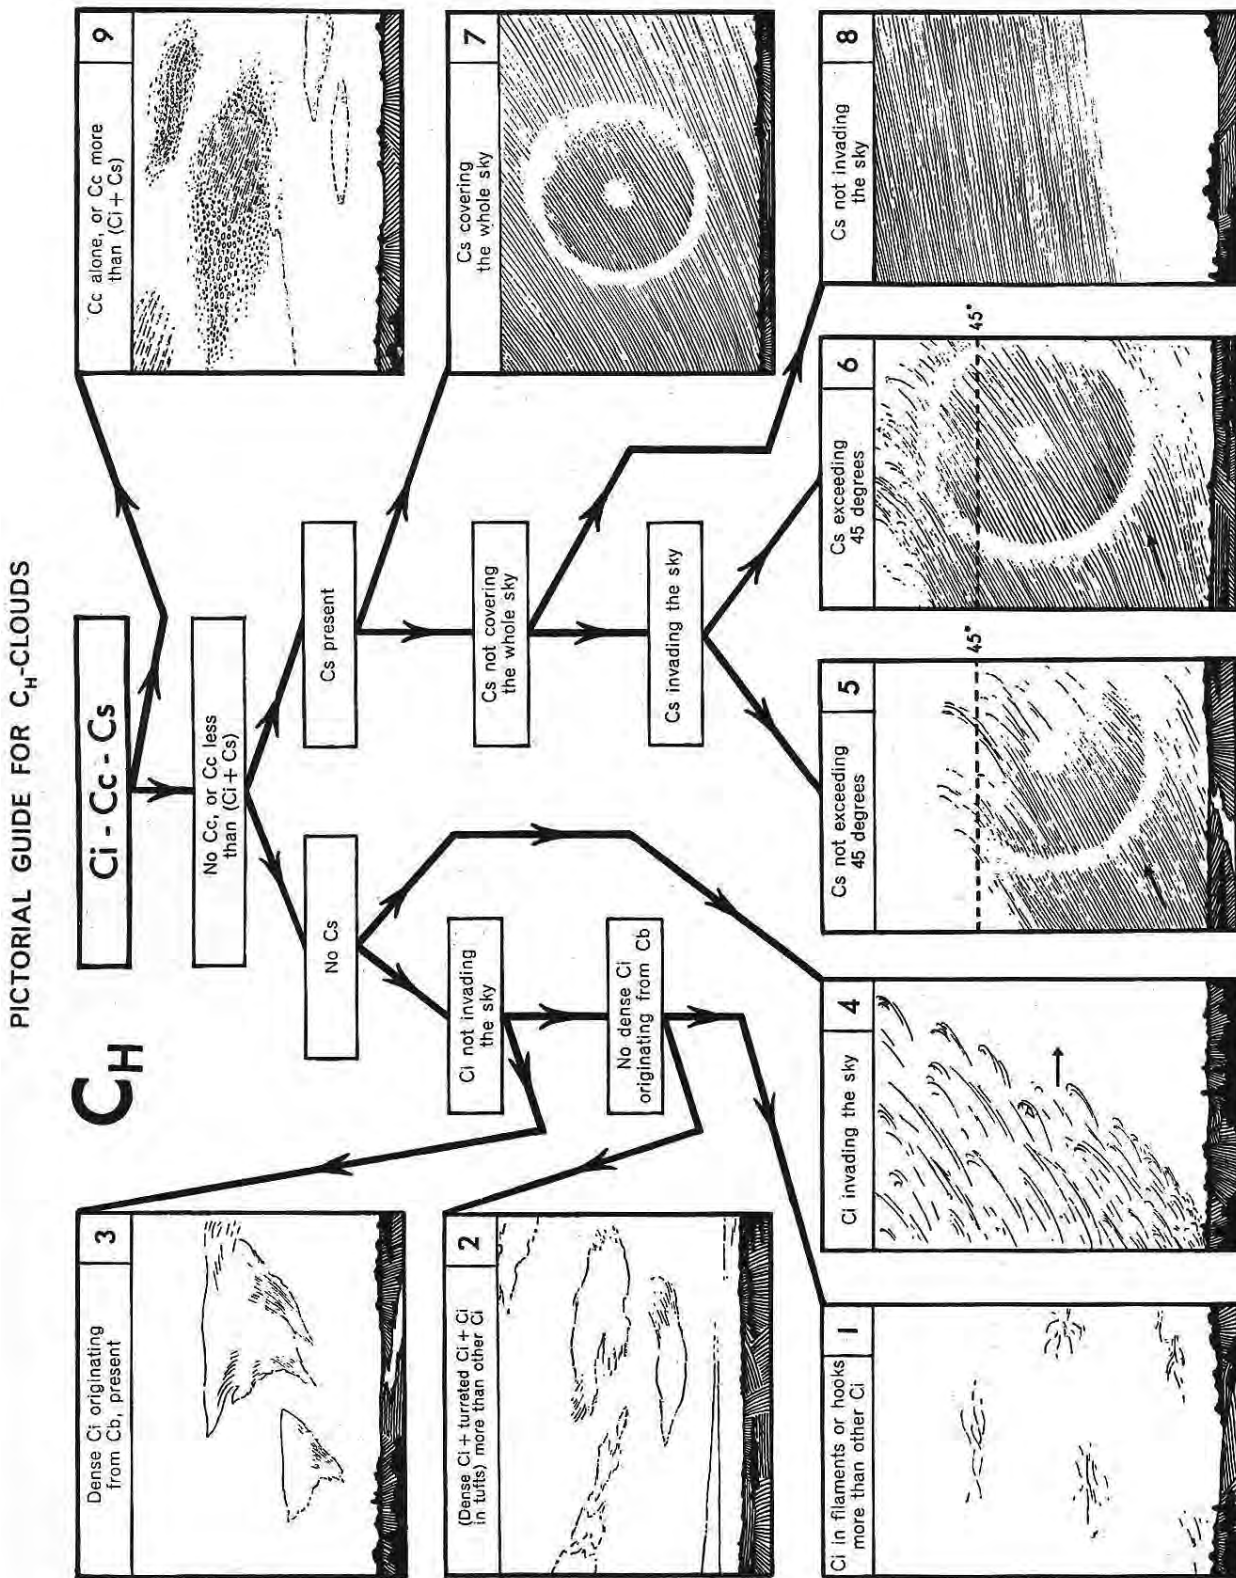 PICTORIAL GUIDE FOR CH-CLOUDS
CH
Ci - Cc - Cs
No Cc, or Cc less
than (Ci + Cs)
No Cs
Cs present
Ci not invading
the sky
Cs not covering
the whole sky
No dense Ci
originating from Cb
Cs invading the sky
3
Dense Ci originating
from Cb, present
9
Cc alone, or Cc more
than (Ci + Cs)
2
(Dense Ci + turreted Ci + Ci
in tufts) more than other Ci
7
Cs covering
the whole sky
1
Ci in filaments or hooks
more than other Ci
4
Ci invading the sky
5
Cs not exceeding
45 degrees
45°
6
Cs exceeding
45 degrees
45°
8
Cs not invading
the sky